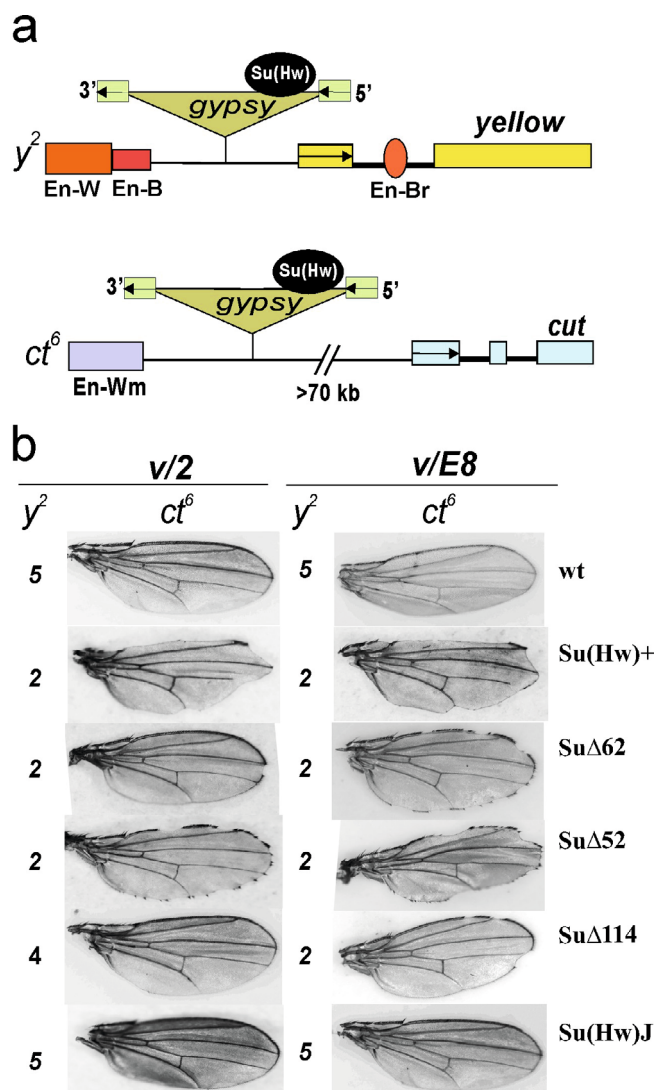 a
Su(Hw)
3’ gypsy 5’
y2 yellow
En-W En-B En-Br
Su(Hw)
3’ gypsy 5’
ct6 cut
En-Wm >70 kb
b
v/2 v/E8
y2 ct6 y2 ct6
5 5 wt
2 2 Su(Hw)+
2 2 SuΔ62
2 2 SuΔ52
4 2 SuΔ114
5 5 Su(Hw)J